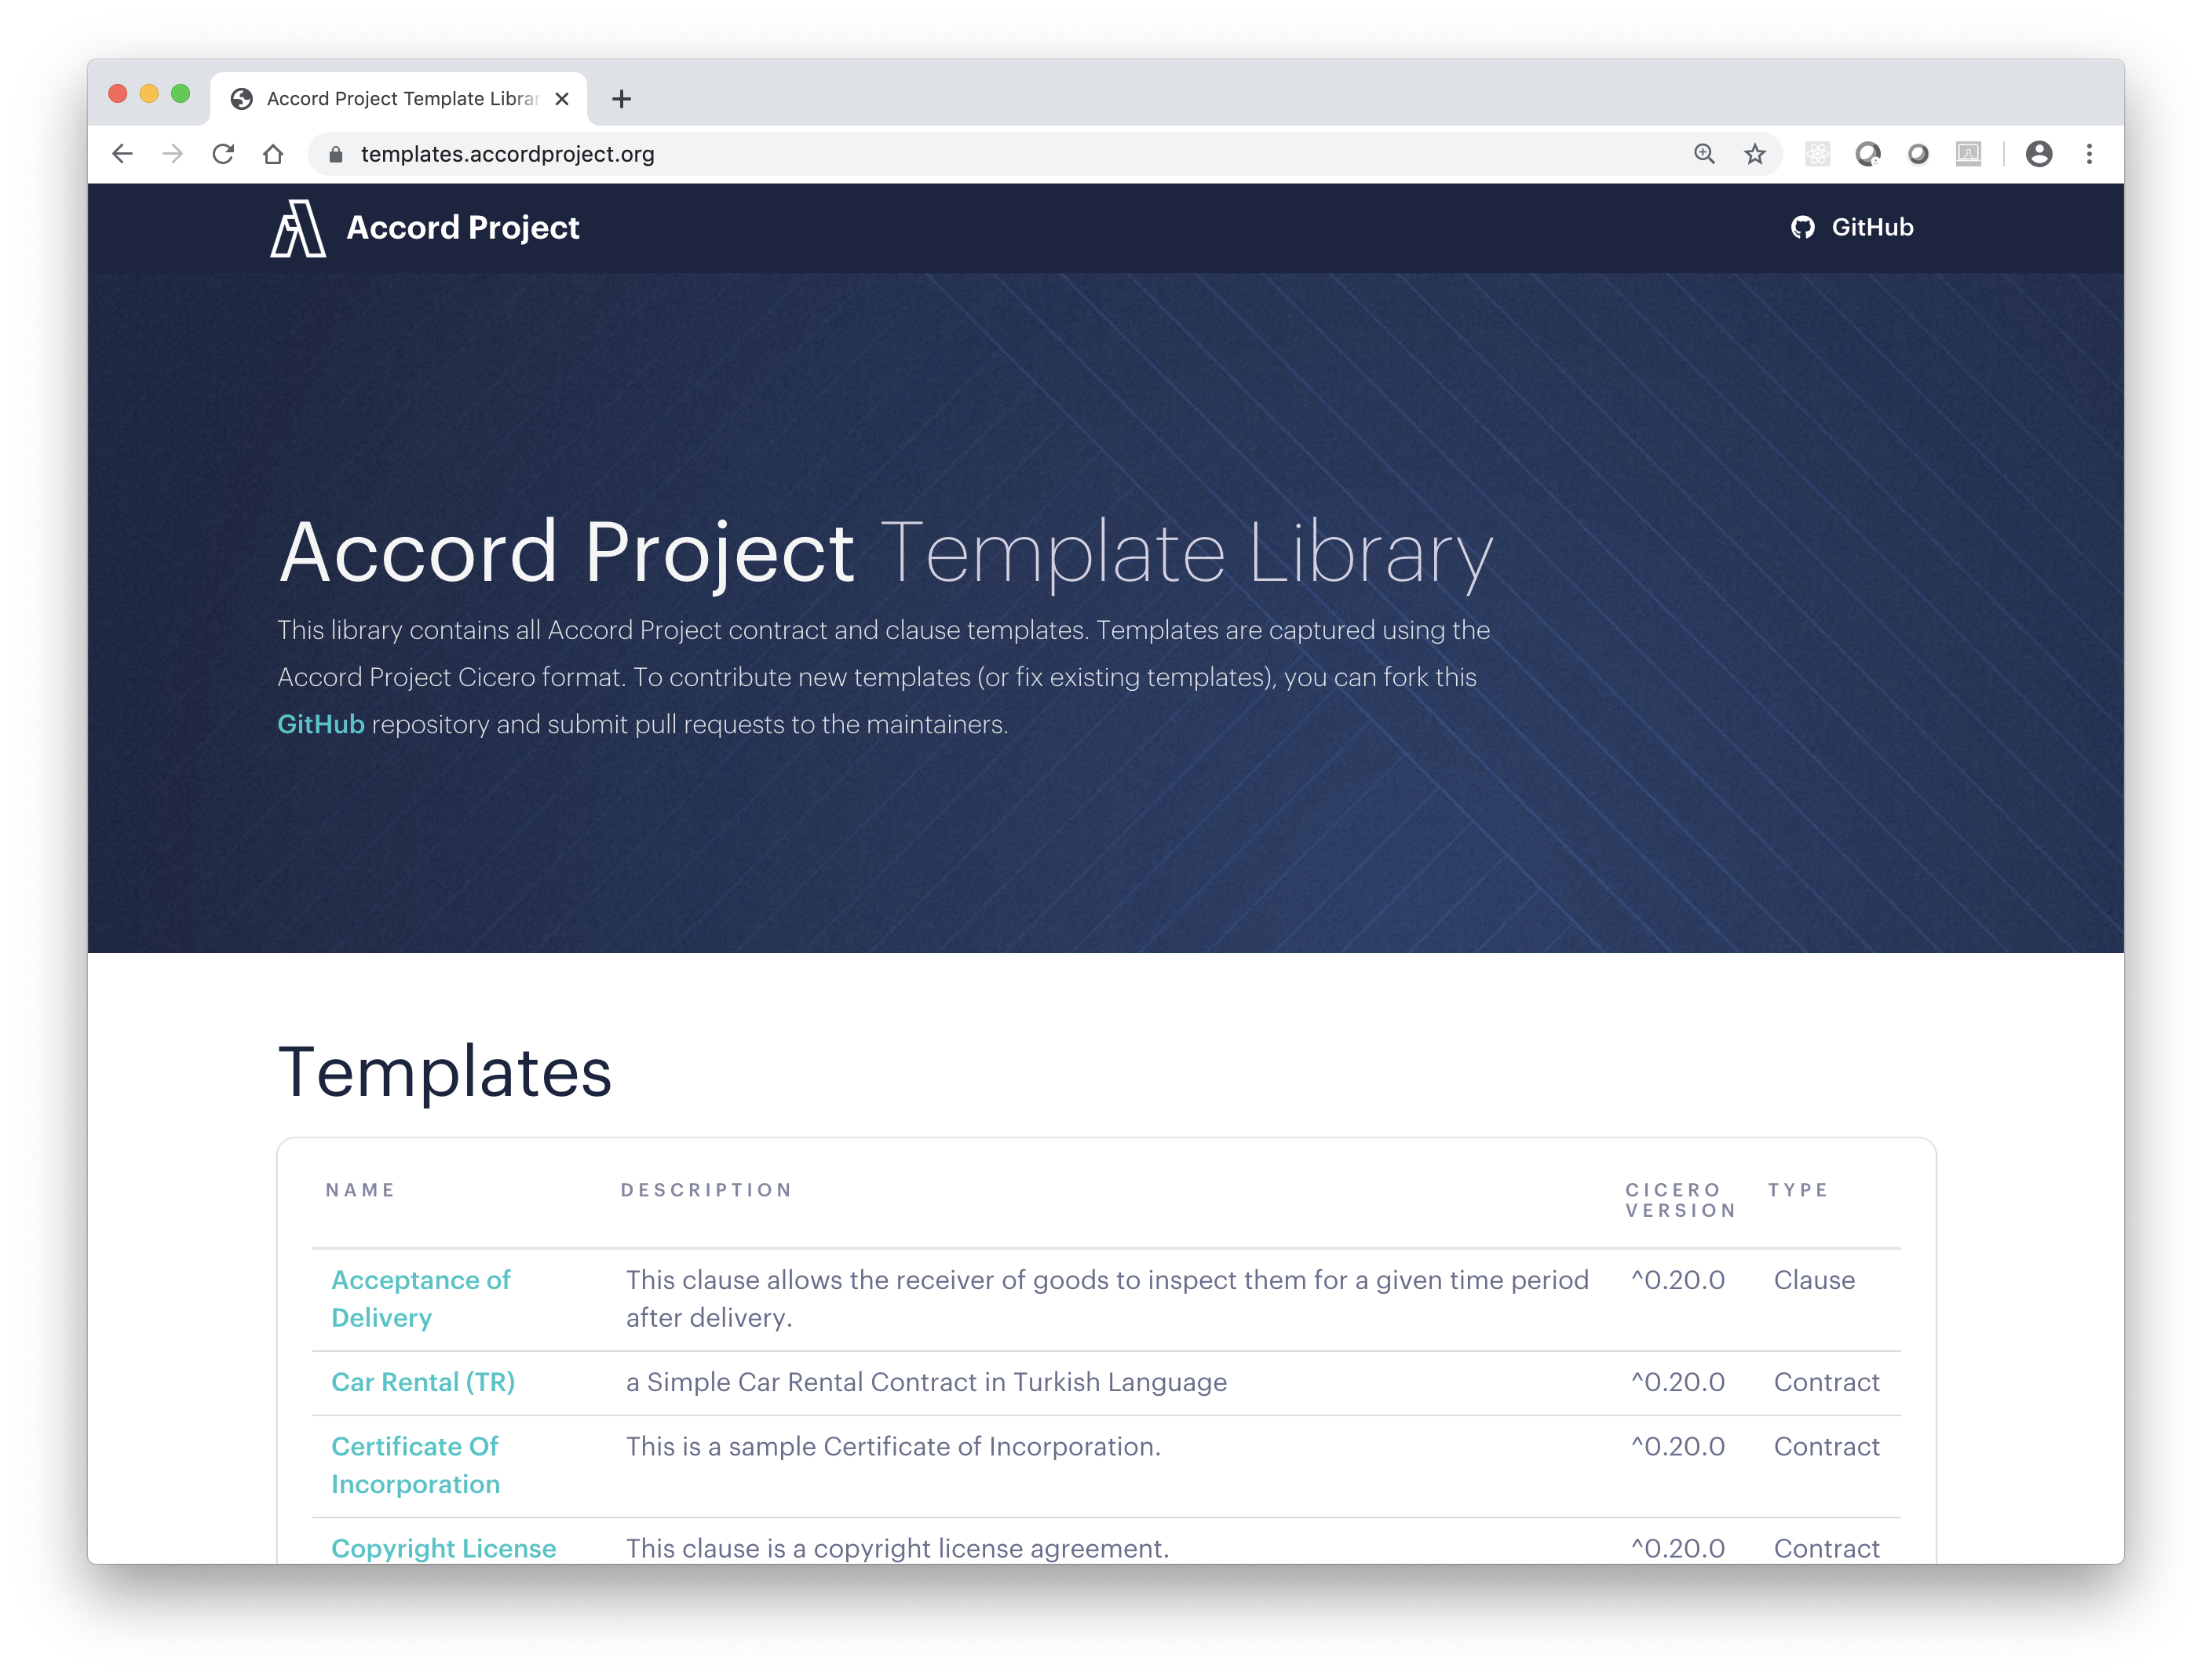 Accord Project Template Librar
templates.accordproject.org
Accord Project
GitHub
Accord Project Template Library
This library contains all Accord Project contract and clause templates. Templates are captured using the
Accord Project Cicero format. To contribute new templates (or fix existing templates), you can fork this
GitHub repository and submit pull requests to the maintainers.
Templates
NAME DESCRIPTION CICERO VERSION TYPE
Acceptance of Delivery This clause allows the receiver of goods to inspect them for a given time period after delivery. ^0.20.0 Clause
Car Rental (TR) a Simple Car Rental Contract in Turkish Language ^0.20.0 Contract
Certificate Of Incorporation This is a sample Certificate of Incorporation. ^0.20.0 Contract
Copyright License This clause is a copyright license agreement. ^0.20.0 Contract